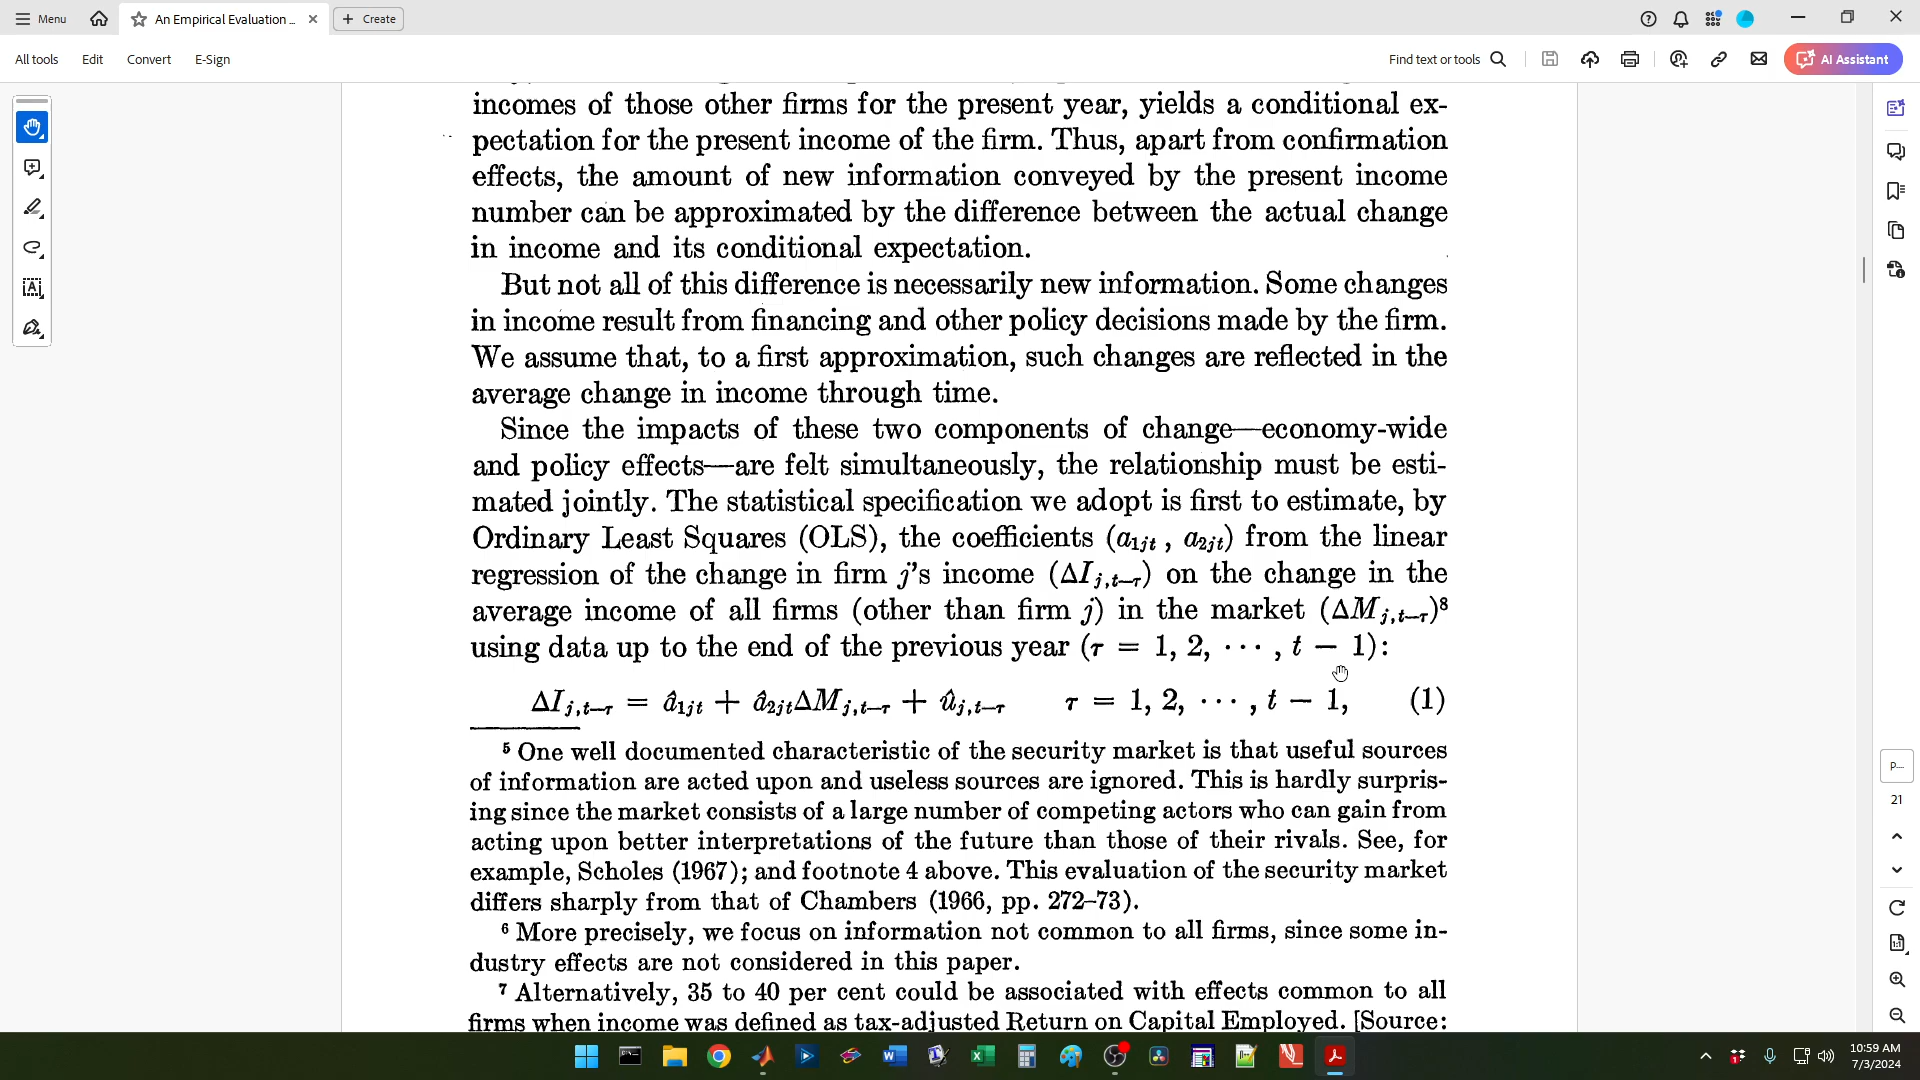 Menu
An Empirical Evaluation ...
Create
All tools
Edit
Convert
E-Sign
Find text or tools
AI Assistant
incomes of those other firms for the present year, yields a conditional ex-
pectation for the present income of the firm. Thus, apart from confirmation
effects, the amount of new information conveyed by the present income
number can be approximated by the difference between the actual change
in income and its conditional expectation.
But not all of this difference is necessarily new information. Some changes
in income result from financing and other policy decisions made by the firm.
We assume that, to a first approximation, such changes are reflected in the
average change in income through time.
Since the impacts of these two components of change—economy-wide
and policy effects—are felt simultaneously, the relationship must be esti-
mated jointly. The statistical specification we adopt is first to estimate, by
Ordinary Least Squares (OLS), the coefficients (a₁ⱼₜ , a₂ⱼₜ) from the linear
regression of the change in firm j's income (ΔI_{j,t−τ}) on the change in the
average income of all firms (other than firm j) in the market (ΔM_{j,t−τ})⁸
using data up to the end of the previous year (τ = 1, 2, ··· , t − 1):
ΔI_{j,t−τ} = â₁ⱼₜ + â₂ⱼₜΔM_{j,t−τ} + û_{j,t−τ} τ = 1, 2, ··· , t − 1, (1)
⁵ One well documented characteristic of the security market is that useful sources
of information are acted upon and useless sources are ignored. This is hardly surpris-
ing since the market consists of a large number of competing actors who can gain from
acting upon better interpretations of the future than those of their rivals. See, for
example, Scholes (1967); and footnote 4 above. This evaluation of the security market
differs sharply from that of Chambers (1966, pp. 272–73).
⁶ More precisely, we focus on information not common to all firms, since some in-
dustry effects are not considered in this paper.
⁷ Alternatively, 35 to 40 per cent could be associated with effects common to all
firms when income was defined as tax-adjusted Return on Capital Employed. [Source:
P...
21
10:59 AM
7/3/2024